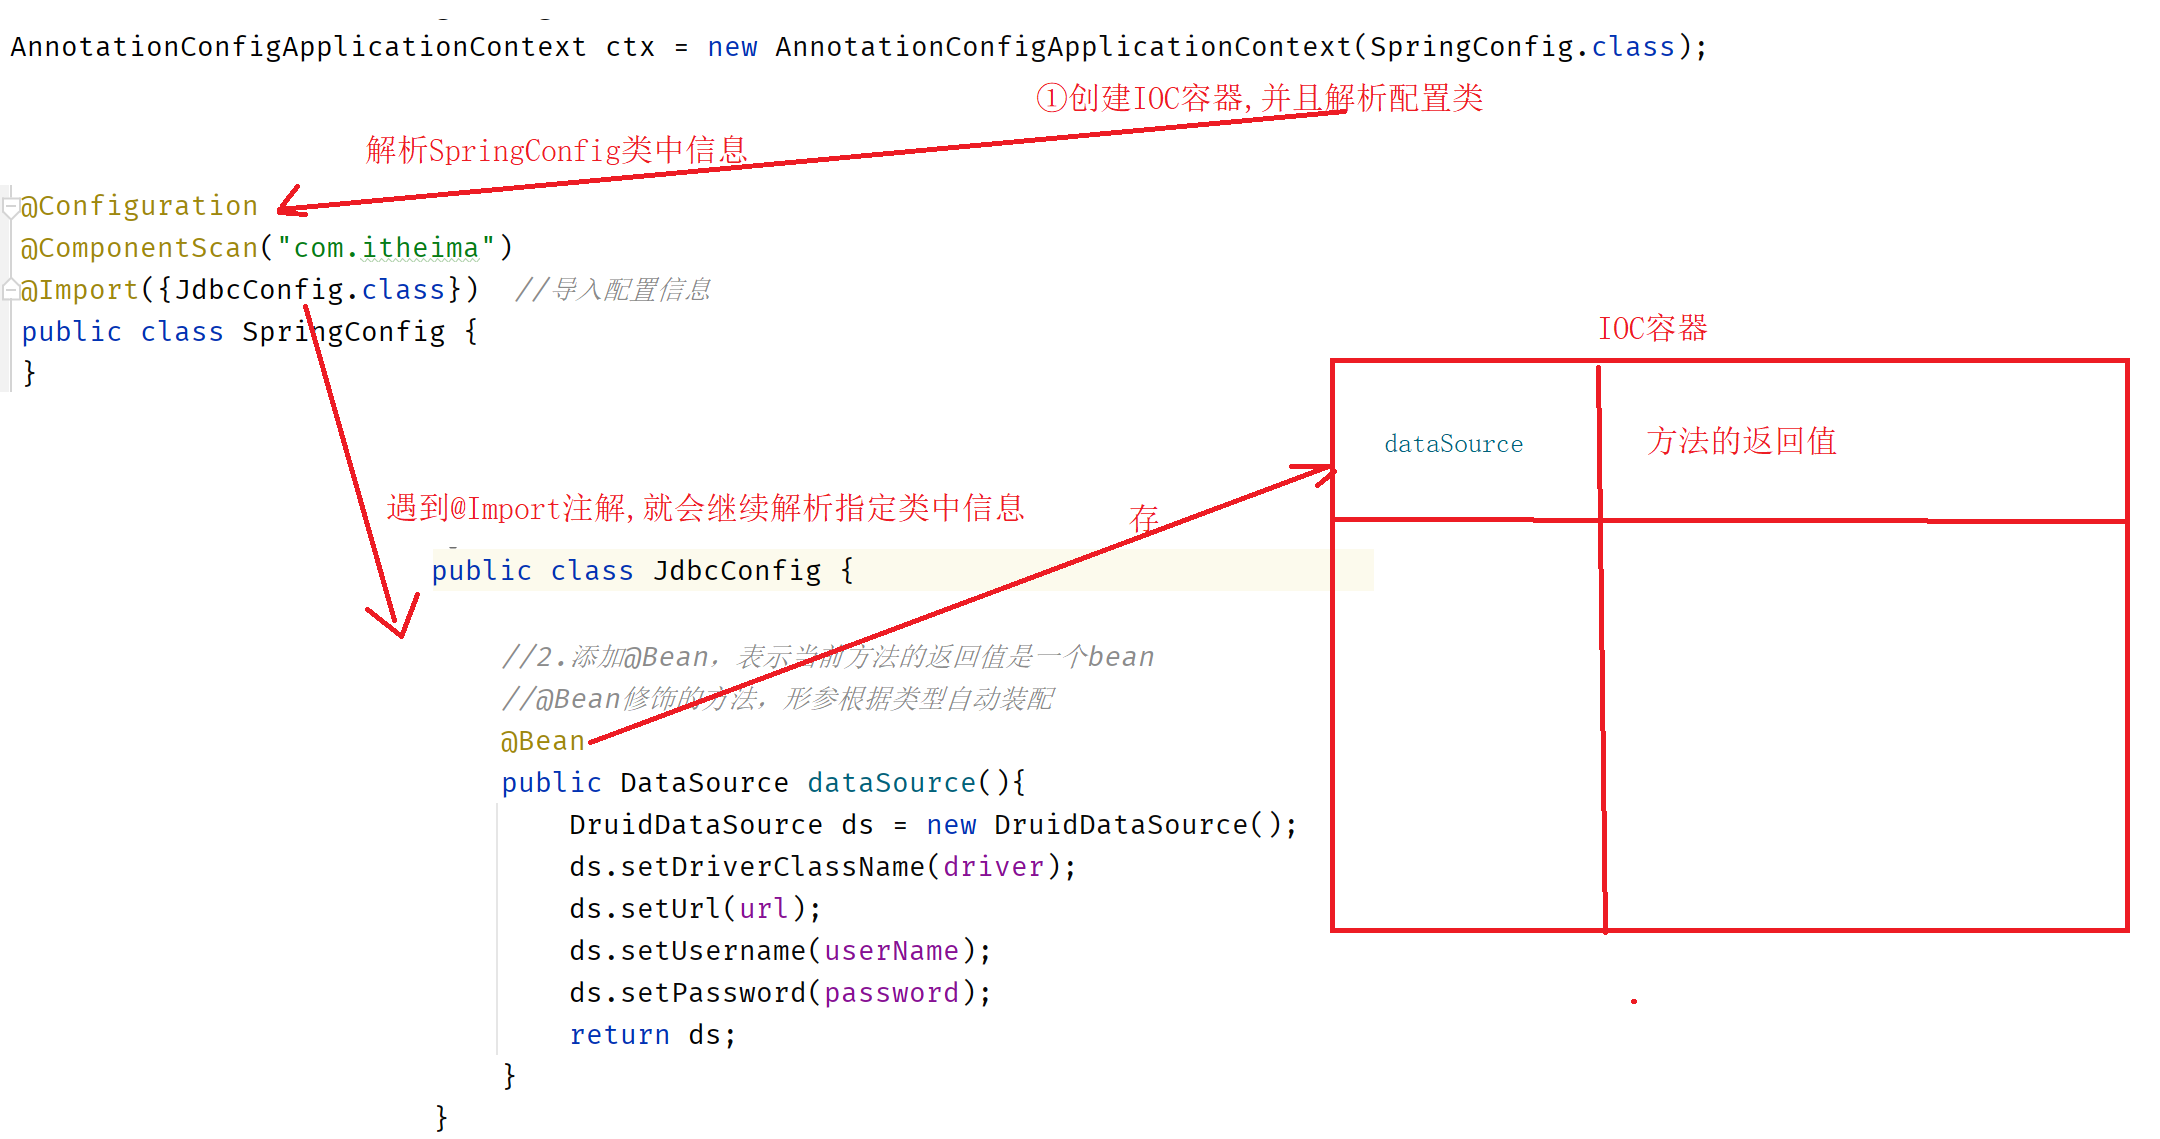 AnnotationConfigApplicationContext ctx = new AnnotationConfigApplicationContext(SpringConfig.class);
①创建IOC容器,并且解析配置类
解析SpringConfig类中信息
@Configuration
@ComponentScan("com.itheima")
@Import({JdbcConfig.class})  //导入配置信息
public class SpringConfig {
}
IOC容器
dataSource
方法的返回值
遇到@Import注解,就会继续解析指定类中信息
存
public class JdbcConfig {
//2.添加@Bean，表示当前方法的返回值是一个bean
//@Bean修饰的方法，形参根据类型自动装配
@Bean
public DataSource dataSource(){
DruidDataSource ds = new DruidDataSource();
ds.setDriverClassName(driver);
ds.setUrl(url);
ds.setUsername(userName);
ds.setPassword(password);
return ds;
}
}